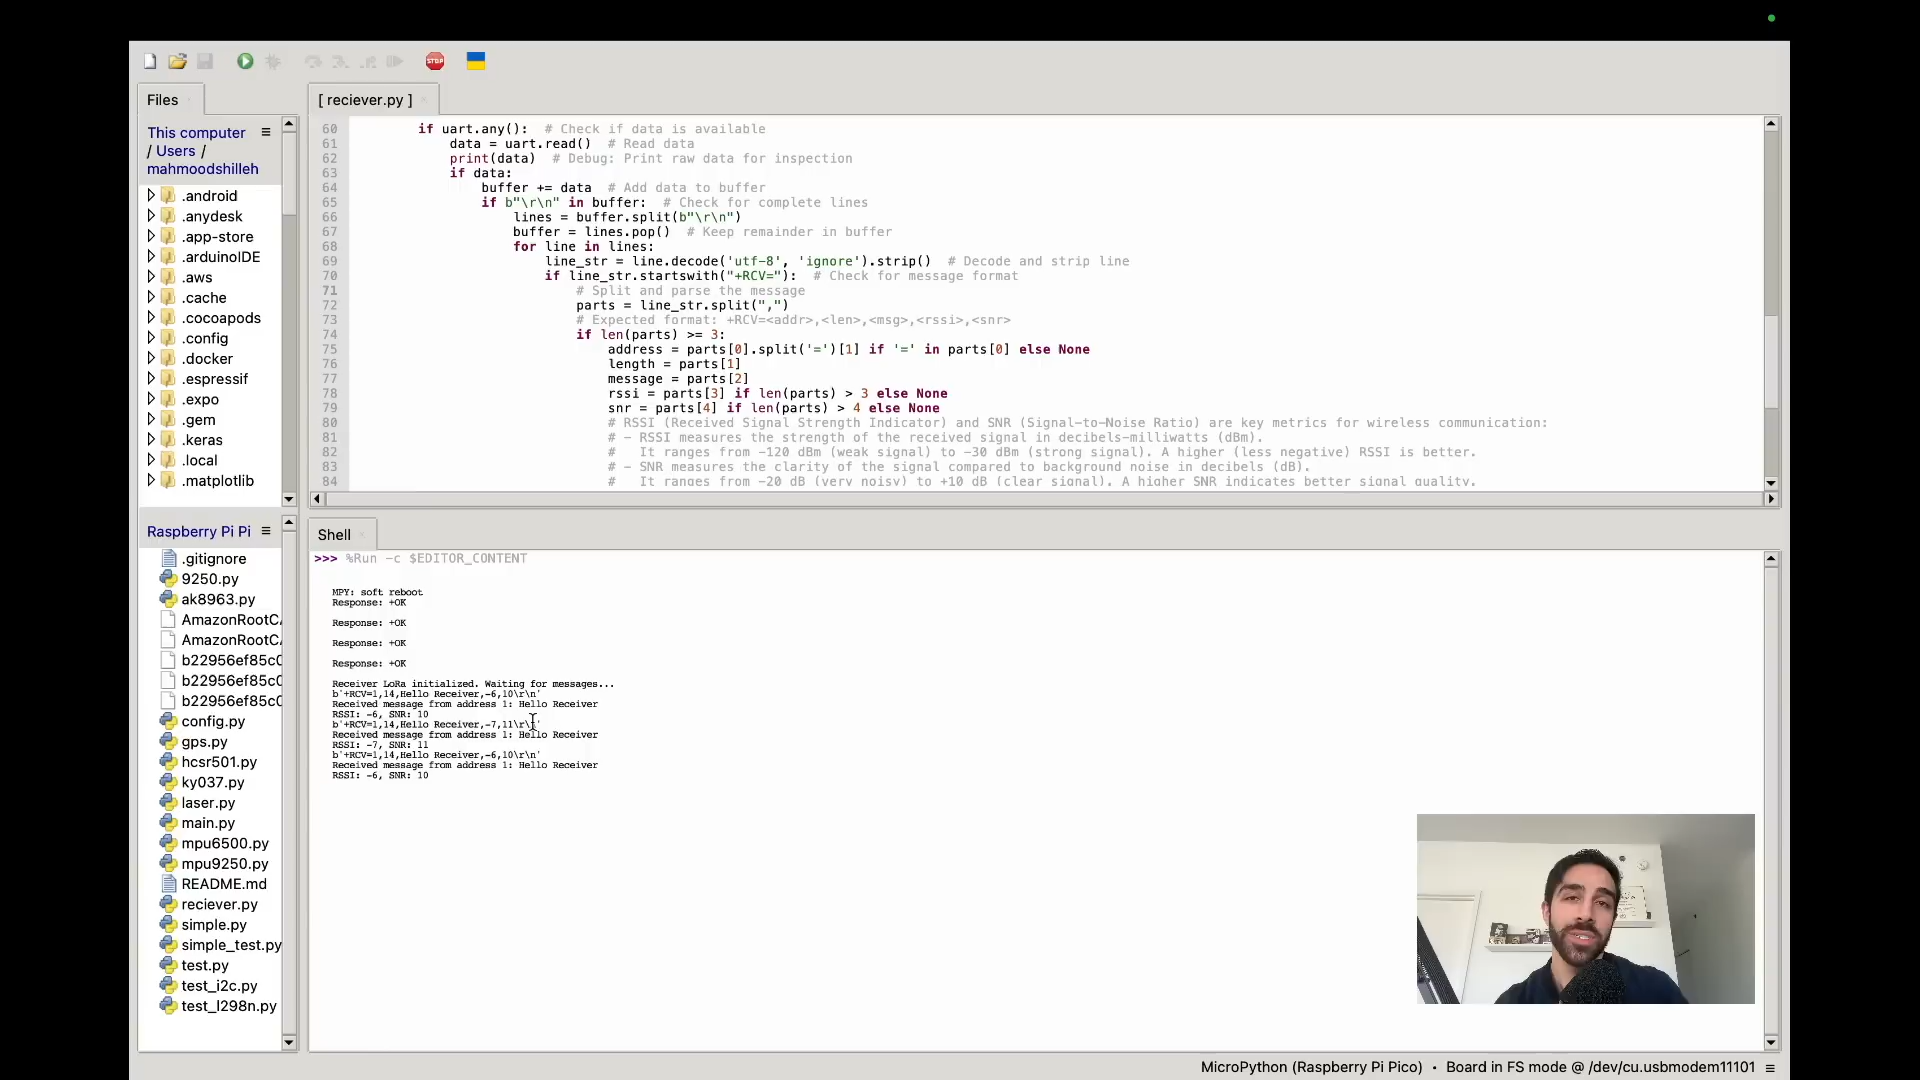 STOP
Files
[ reciever.py ]
This computer
/ Users /
mahmoodshilleh
.android
.anydesk
.app-store
.arduinoIDE
.aws
.cache
.cocoapods
.config
.docker
.espressif
.expo
.gem
.keras
.local
.matplotlib
60 if uart.any():  # Check if data is available
61 data = uart.read()  # Read data
62 print(data)  # Debug: Print raw data for inspection
63 if data:
64 buffer += data  # Add data to buffer
65 if b"\r\n" in buffer:  # Check for complete lines
66 lines = buffer.split(b"\r\n")
67 buffer = lines.pop()  # Keep remainder in buffer
68 for line in lines:
69 line_str = line.decode('utf-8', 'ignore').strip()  # Decode and strip line
70 if line_str.startswith("+RCV="):  # Check for message format
71 # Split and parse the message
72 parts = line_str.split(",")
73 # Expected format: +RCV=<addr>,<len>,<msg>,<rssi>,<snr>
74 if len(parts) >= 3:
75 address = parts[0].split('=')[1] if '=' in parts[0] else None
76 length = parts[1]
77 message = parts[2]
78 rssi = parts[3] if len(parts) > 3 else None
79 snr = parts[4] if len(parts) > 4 else None
80 # RSSI (Received Signal Strength Indicator) and SNR (Signal-to-Noise Ratio) are key metrics for wireless communication:
81 # - RSSI measures the strength of the received signal in decibels-milliwatts (dBm).
82 #   It ranges from -120 dBm (weak signal) to -30 dBm (strong signal). A higher (less negative) RSSI is better.
83 # - SNR measures the clarity of the signal compared to background noise in decibels (dB).
84 #   It ranges from -20 dB (very noisy) to +10 dB (clear signal). A higher SNR indicates better signal quality.
Raspberry Pi Pi
.gitignore
9250.py
ak8963.py
AmazonRootCA
AmazonRootCA
b22956ef85c0
b22956ef85c0
b22956ef85c0
config.py
gps.py
hcsr501.py
ky037.py
laser.py
main.py
mpu6500.py
mpu9250.py
README.md
reciever.py
simple.py
simple_test.py
test.py
test_i2c.py
test_l298n.py
Shell
>>> %Run -c $EDITOR_CONTENT
MPY: soft reboot
Response: +OK
Response: +OK
Response: +OK
Response: +OK
Receiver LoRa initialized. Waiting for messages...
b'+RCV=1,14,Hello Receiver,-6,10\r\n'
Received message from address 1: Hello Receiver
RSSI: -6, SNR: 10
b'+RCV=1,14,Hello Receiver,-7,11\r\n'
Received message from address 1: Hello Receiver
RSSI: -7, SNR: 11
b'+RCV=1,14,Hello Receiver,-6,10\r\n'
Received message from address 1: Hello Receiver
RSSI: -6, SNR: 10
MicroPython (Raspberry Pi Pico) • Board in FS mode @ /dev/cu.usbmodem11101